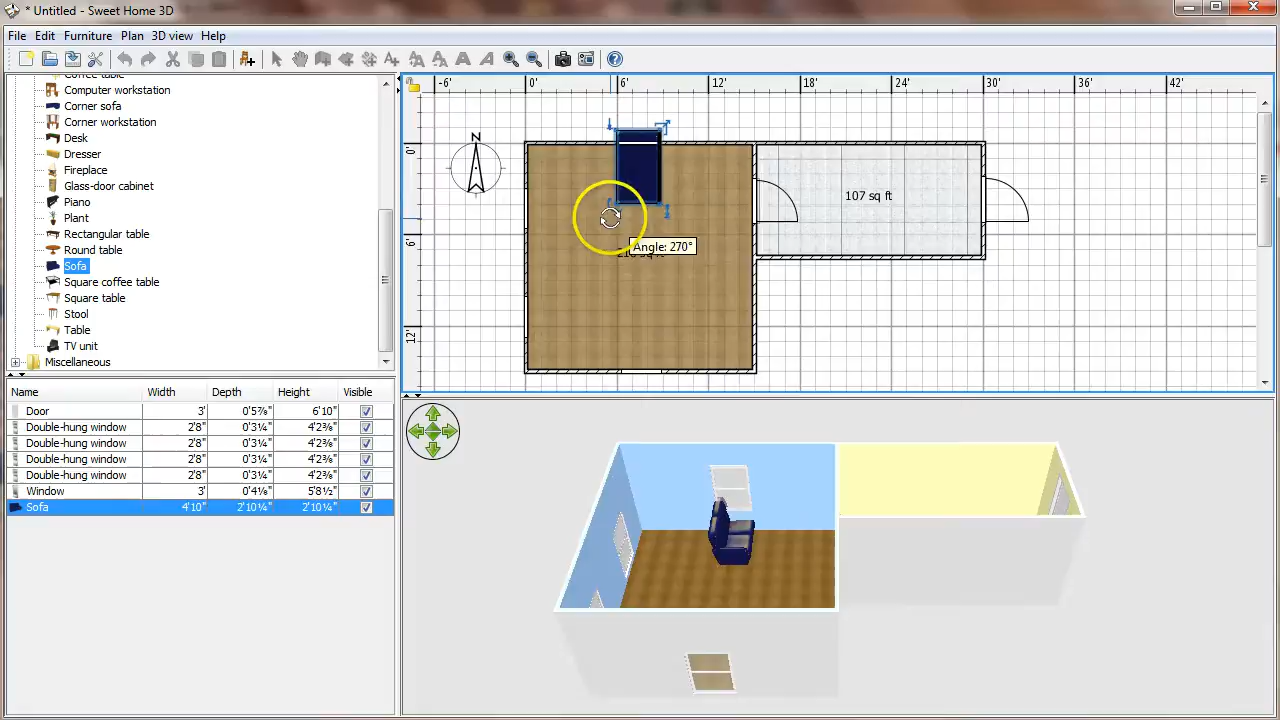 * Untitled - Sweet Home 3D
File Edit Furniture Plan 3D view Help
Computer workstation
Corner sofa
Corner workstation
Desk
Dresser
Fireplace
Glass-door cabinet
Piano
Plant
Rectangular table
Round table
Sofa
Square coffee table
Square table
Stool
Table
TV unit
Miscellaneous
Name Width Depth Height Visible
Door 3' 0'5⅞" 6'10"
Double-hung window 2'8" 0'3¼" 4'2⅜"
Double-hung window 2'8" 0'3¼" 4'2⅜"
Double-hung window 2'8" 0'3¼" 4'2⅜"
Double-hung window 2'8" 0'3¼" 4'2⅜"
Window 3' 0'4⅛" 5'8½"
Sofa 4'10" 2'10¼" 2'10¼"
-6' 0' 6' 12' 18' 24' 30' 36' 42'
0'
6'
12'
N
107 sq ft
Angle: 270°